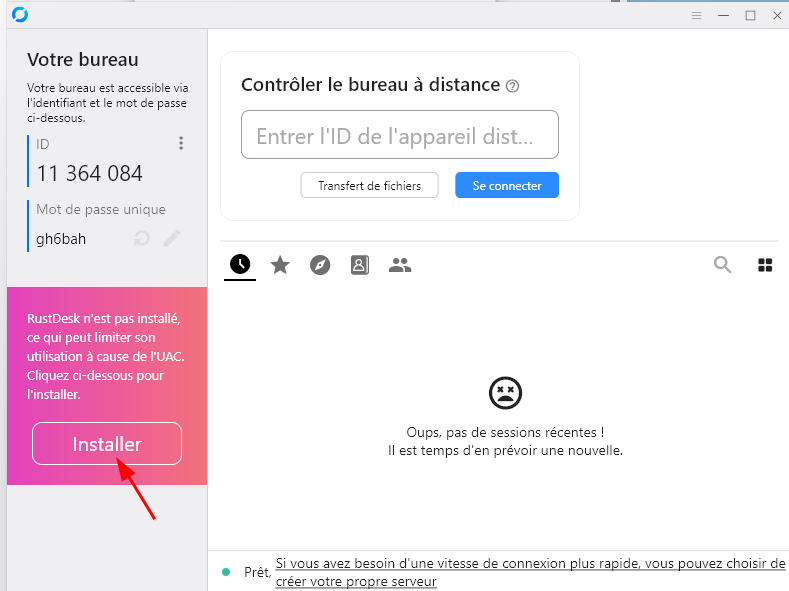 Votre bureau
Votre bureau est accessible via
l'identifiant et le mot de passe
ci-dessous.
ID
11 364 084
Mot de passe unique
gh6bah
RustDesk n'est pas installé,
ce qui peut limiter son
utilisation à cause de l'UAC.
Cliquez ci-dessous pour
l'installer.
Installer
Contrôler le bureau à distance
Entrer l'ID de l'appareil dist...
Transfert de fichiers
Se connecter
Oups, pas de sessions récentes !
Il est temps d'en prévoir une nouvelle.
Prêt, Si vous avez besoin d'une vitesse de connexion plus rapide, vous pouvez choisir de
créer votre propre serveur